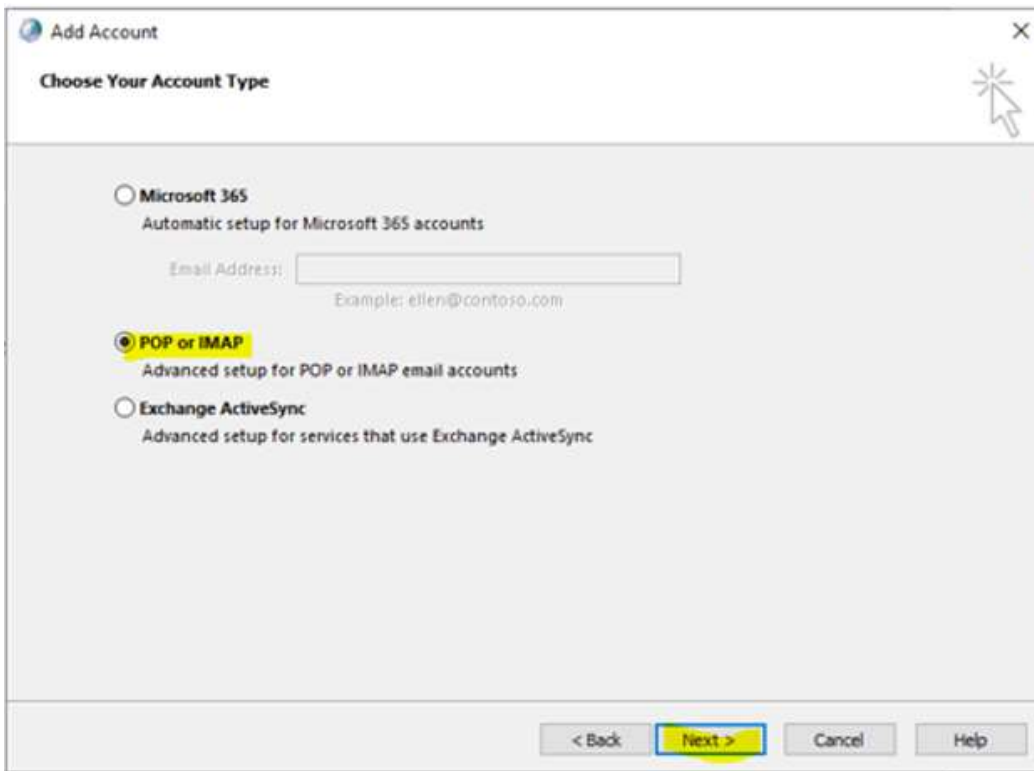 Add Account
Choose Your Account Type
Microsoft 365
Automatic setup for Microsoft 365 accounts
Email Address:
Example: ellen@contoso.com
POP or IMAP
Advanced setup for POP or IMAP email accounts
Exchange ActiveSync
Advanced setup for services that use Exchange ActiveSync
< Back Next > Cancel Help